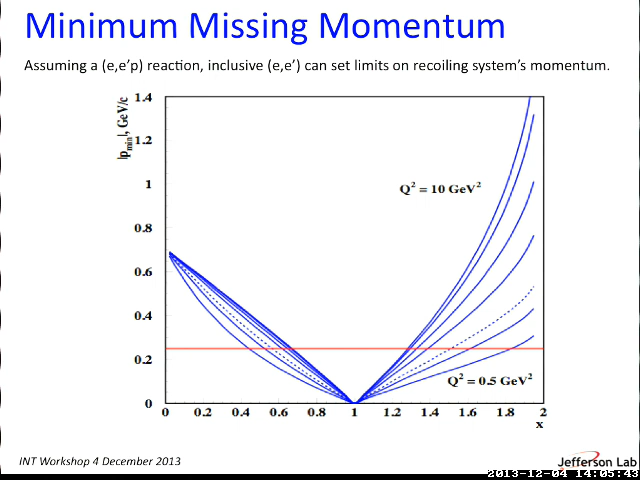 Minimum Missing Momentum
Assuming a (e,e'p) reaction, inclusive (e,e') can set limits on recoiling system's momentum.
|pmin|, GeV/c
1.4
1.2
1
0.8
0.6
0.4
0.2
0
Q² = 10 GeV²
Q² = 0.5 GeV²
0 0.2 0.4 0.6 0.8 1 1.2 1.4 1.6 1.8 2
x
INT Workshop 4 December 2013
Jefferson Lab
2013-12-04 14:05:43